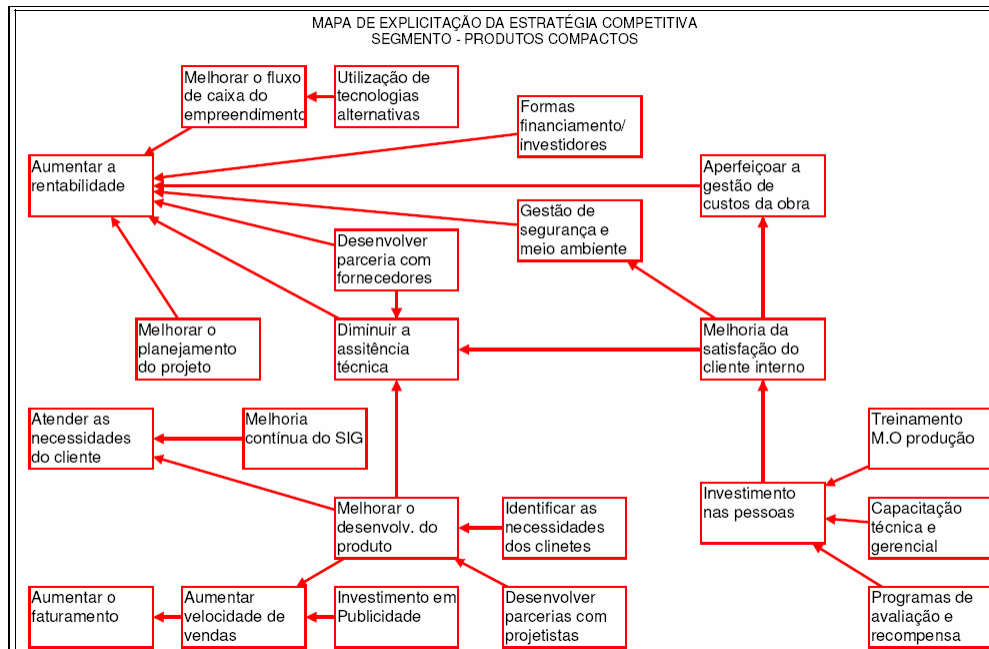 MAPA DE EXPLICITAÇÃO DA ESTRATÉGIA COMPETITIVA
SEGMENTO - PRODUTOS COMPACTOS
Melhorar o fluxo
de caixa do
empreendimento
Utilização de
tecnologias
alternativas
Formas
financiamento/
investidores
Aumentar a
rentabilidade
Aperfeiçoar a
gestão de
custos da obra
Gestão de
segurança e
meio ambiente
Desenvolver
parceria com
fornecedores
Melhorar o
planejamento
do projeto
Diminuir a
assitência
técnica
Melhoria da
satisfação do
cliente interno
Atender as
necessidades
do cliente
Melhoria
contínua do SIG
Treinamento
M.O produção
Melhorar o
desenvolv. do
produto
Identificar as
necessidades
dos clinetes
Investimento
nas pessoas
Capacitação
técnica e
gerencial
Aumentar o
faturamento
Aumentar
velocidade de
vendas
Investimento em
Publicidade
Desenvolver
parcerias com
projetistas
Programas de
avaliação e
recompensa